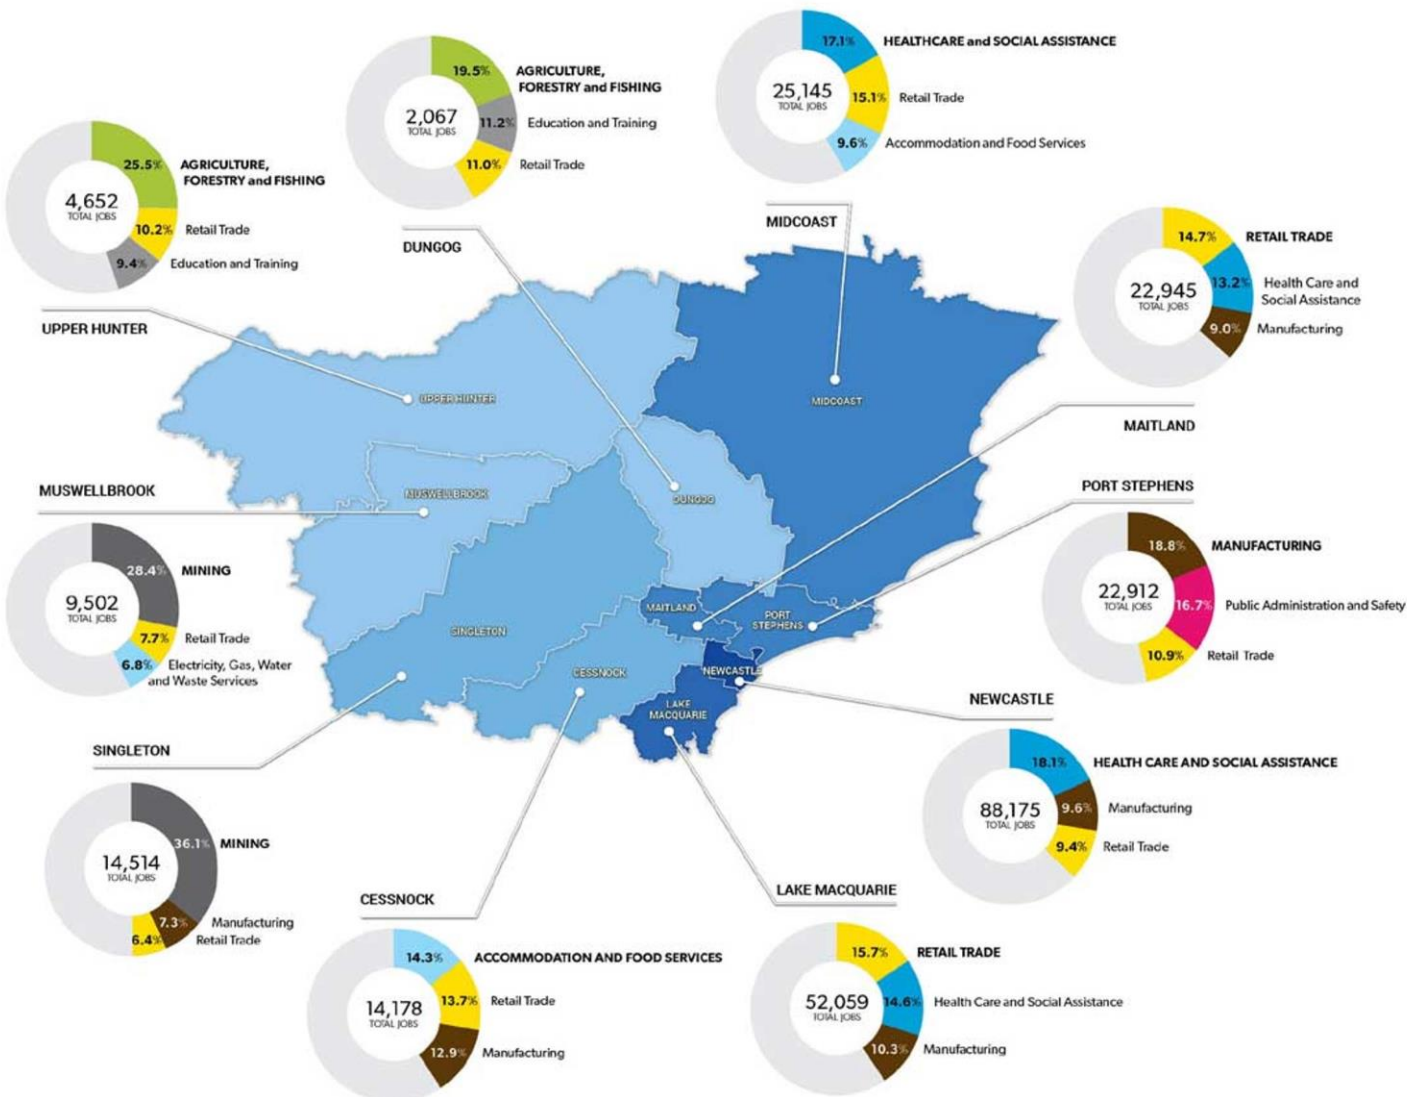 17.1%
HEALTHCARE and SOCIAL ASSISTANCE
25,145
TOTAL JOBS
15.1%
Retail Trade
9.6%
Accommodation and Food Services
MIDCOAST
19.5%
AGRICULTURE,
FORESTRY and FISHING
2,067
TOTAL JOBS
11.2%
Education and Training
11.0%
Retail Trade
DUNGOG
25.5%
AGRICULTURE,
FORESTRY and FISHING
4,652
TOTAL JOBS
10.2%
Retail Trade
9.4%
Education and Training
UPPER HUNTER
14.7%
RETAIL TRADE
22,945
TOTAL JOBS
13.2%
Health Care and
Social Assistance
9.0%
Manufacturing
MAITLAND
UPPER HUNTER
MIDCOAST
MUSWELLBROOK
DUNGOG
MAITLAND
PORT
STEPHENS
SINGLETON
CESSNOCK
NEWCASTLE
LAKE
MACQUARIE
MUSWELLBROOK
28.4%
MINING
9,502
TOTAL JOBS
7.7%
Retail Trade
6.8%
Electricity, Gas, Water
and Waste Services
PORT STEPHENS
18.8%
MANUFACTURING
22,912
TOTAL JOBS
16.7%
Public Administration and Safety
10.9%
Retail Trade
NEWCASTLE
18.1%
HEALTH CARE AND SOCIAL ASSISTANCE
88,175
TOTAL JOBS
9.6%
Manufacturing
9.4%
Retail Trade
SINGLETON
36.1%
MINING
14,514
TOTAL JOBS
7.3%
Manufacturing
6.4%
Retail Trade
CESSNOCK
14.3%
ACCOMMODATION AND FOOD SERVICES
14,178
TOTAL JOBS
13.7%
Retail Trade
12.9%
Manufacturing
LAKE MACQUARIE
15.7%
RETAIL TRADE
52,059
TOTAL JOBS
14.6%
Health Care and Social Assistance
10.3%
Manufacturing